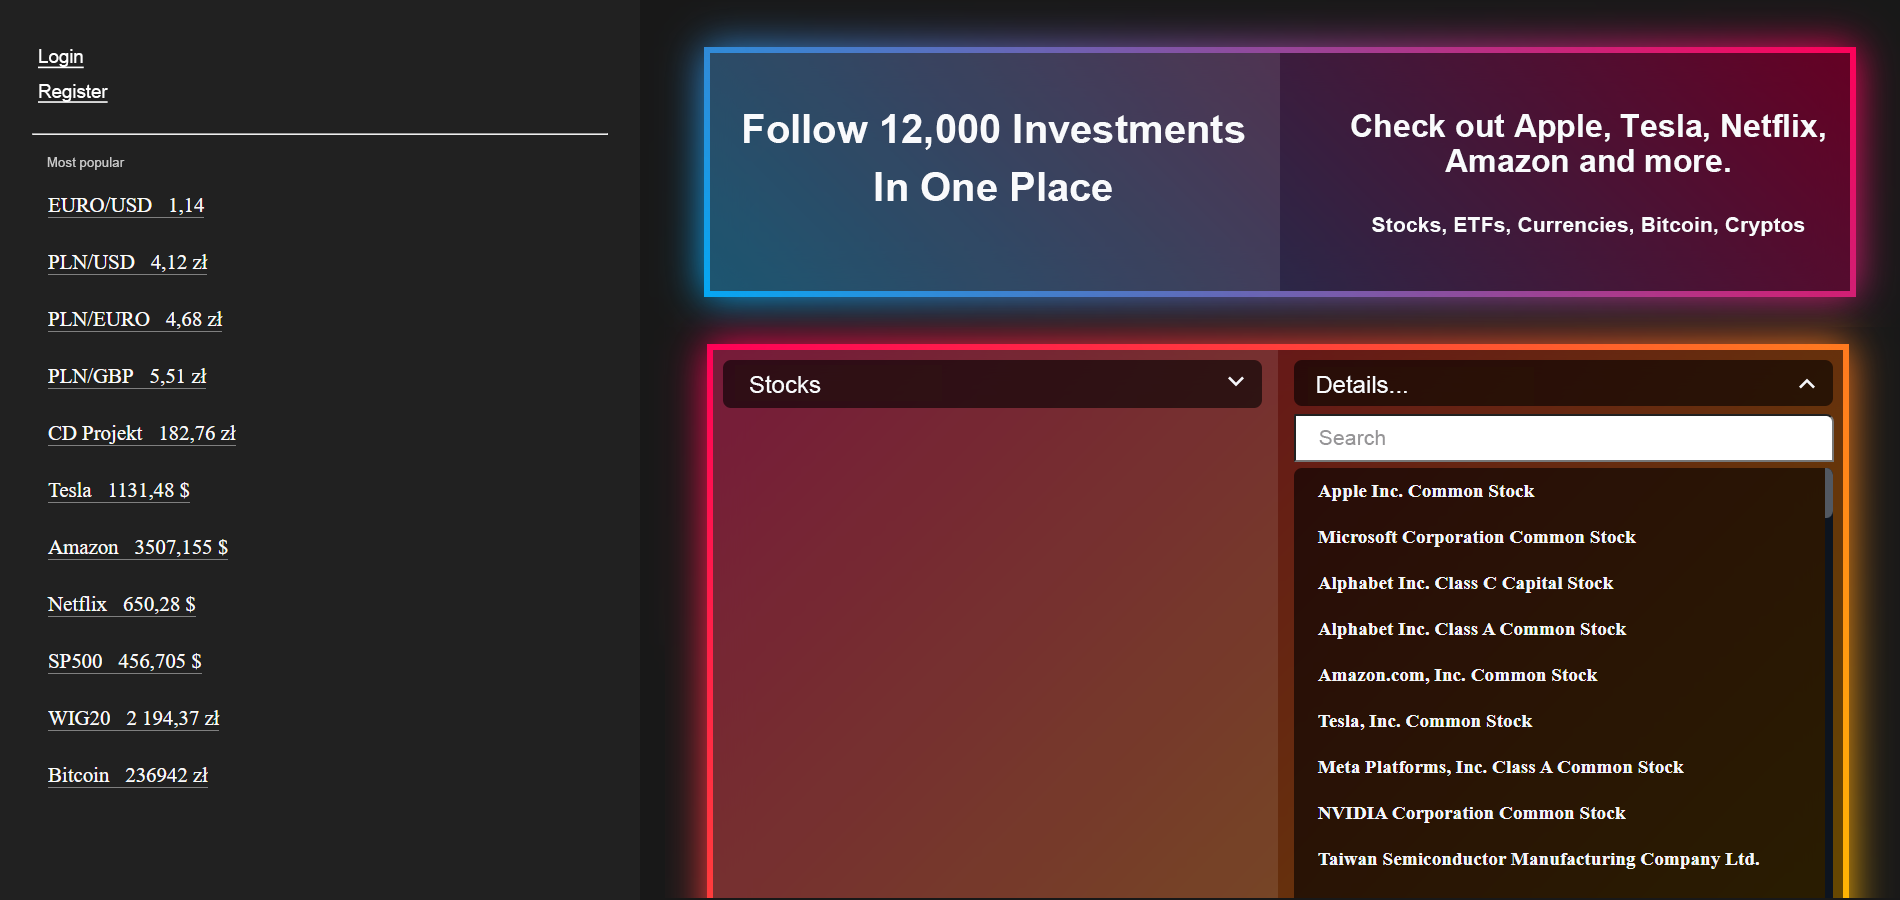 Login
Register
Most popular
EURO/USD 1,14
PLN/USD 4,12 zł
PLN/EURO 4,68 zł
PLN/GBP 5,51 zł
CD Projekt 182,76 zł
Tesla 1131,48 $
Amazon 3507,155 $
Netflix 650,28 $
SP500 456,705 $
WIG20 2 194,37 zł
Bitcoin 236942 zł
Follow 12,000 Investments
In One Place
Check out Apple, Tesla, Netflix,
Amazon and more.
Stocks, ETFs, Currencies, Bitcoin, Cryptos
Stocks
Details...
Search
Apple Inc. Common Stock
Microsoft Corporation Common Stock
Alphabet Inc. Class C Capital Stock
Alphabet Inc. Class A Common Stock
Amazon.com, Inc. Common Stock
Tesla, Inc. Common Stock
Meta Platforms, Inc. Class A Common Stock
NVIDIA Corporation Common Stock
Taiwan Semiconductor Manufacturing Company Ltd.